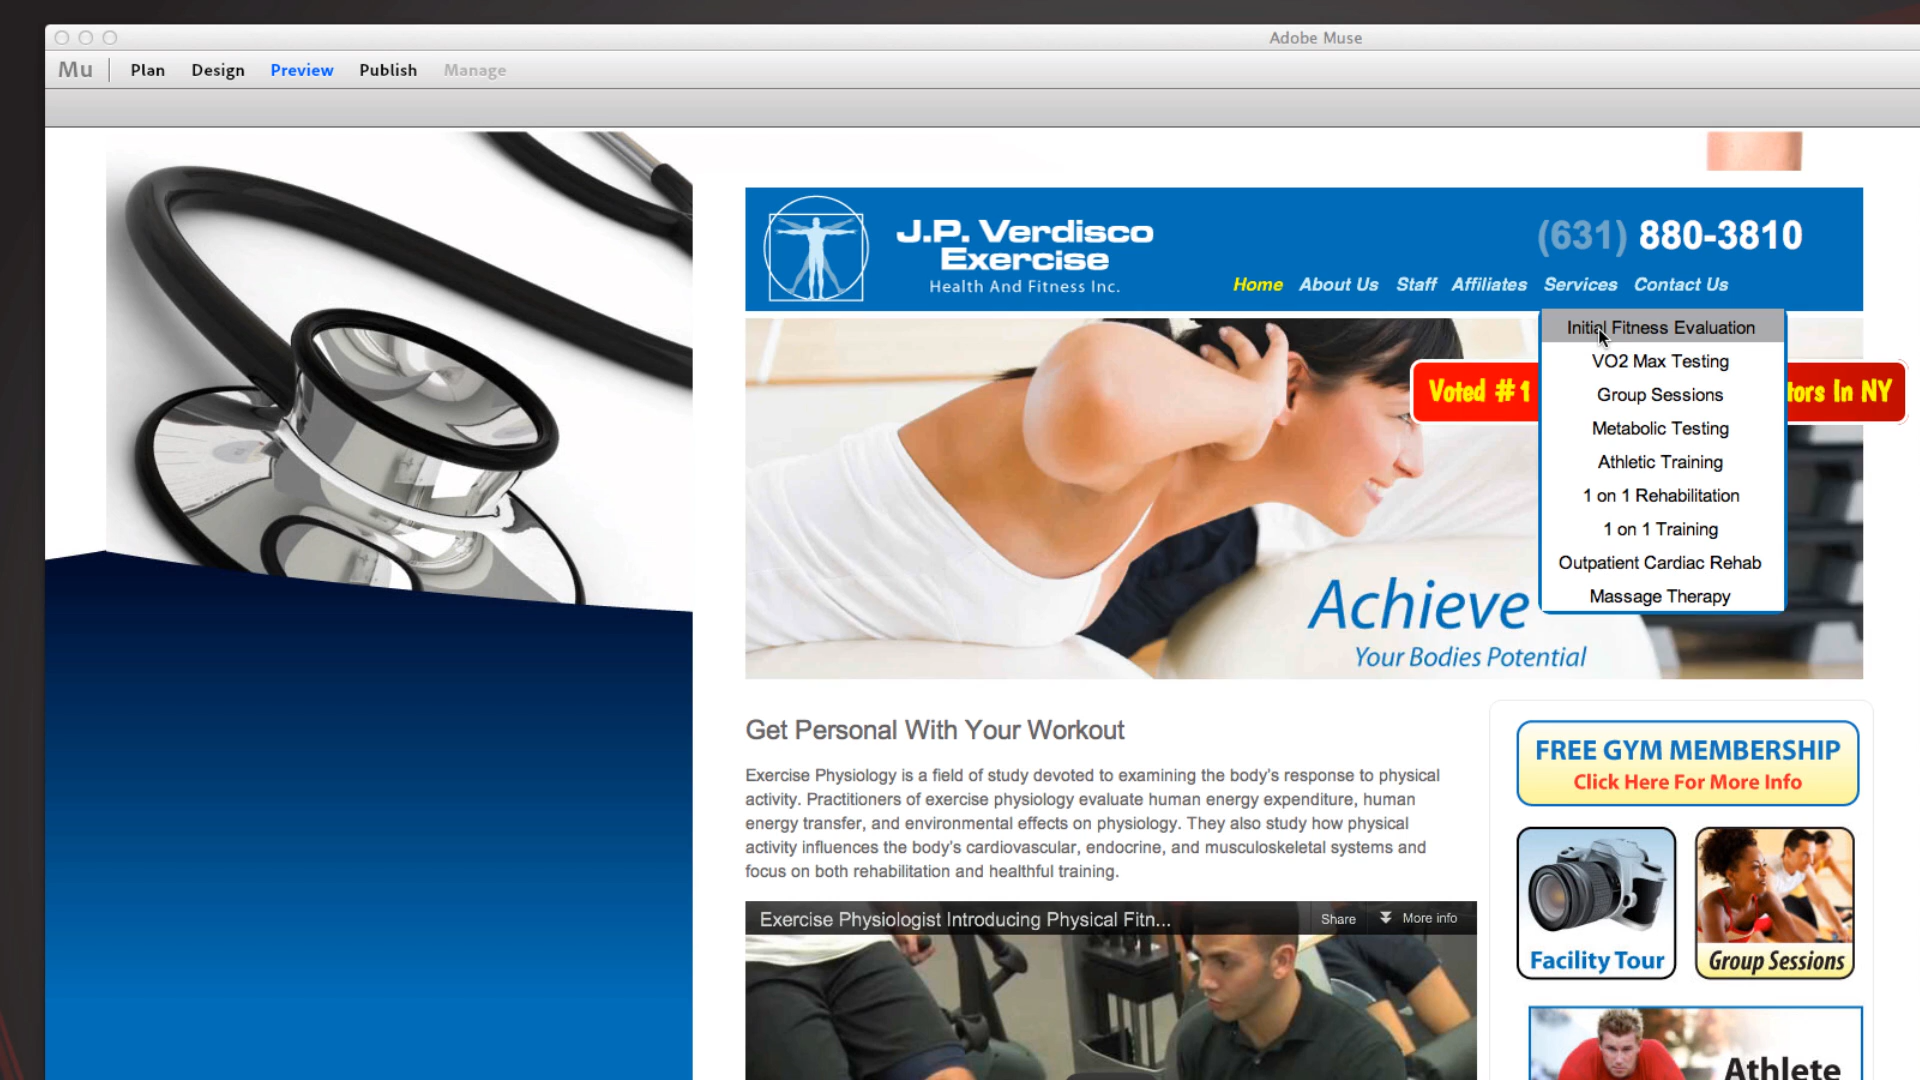 Adobe Muse
Mu
Plan
Design
Preview
Publish
Manage
J.P. Verdisco
Exercise
Health And Fitness Inc.
(631) 880-3810
Home
About Us
Staff
Affiliates
Services
Contact Us
Initial Fitness Evaluation
VO2 Max Testing
Group Sessions
Metabolic Testing
Athletic Training
1 on 1 Rehabilitation
1 on 1 Training
Outpatient Cardiac Rehab
Massage Therapy
Voted #1
tors In NY
Achieve
Your Bodies Potential
Get Personal With Your Workout
Exercise Physiology is a field of study devoted to examining the body's response to physical
activity. Practitioners of exercise physiology evaluate human energy expenditure, human
energy transfer, and environmental effects on physiology. They also study how physical
activity influences the body's cardiovascular, endocrine, and musculoskeletal systems and
focus on both rehabilitation and healthful training.
Exercise Physiologist Introducing Physical Fitn...
Share
More info
FREE GYM MEMBERSHIP
Click Here For More Info
Facility Tour
Group Sessions
Athlete